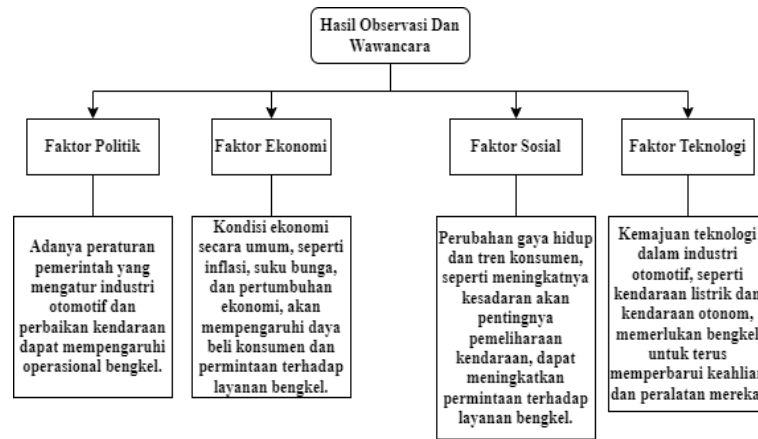 Hasil Observasi Dan
Wawancara
Faktor Politik
Faktor Ekonomi
Faktor Sosial
Faktor Teknologi
Adanya peraturan
pemerintah yang
mengatur industri
otomotif dan
perbaikan kendaraan
dapat mempengaruhi
operasional bengkel.
Kondisi ekonomi
secara umum, seperti
inflasi, suku bunga,
dan pertumbuhan
ekonomi, akan
mempengaruhi daya
beli konsumen dan
permintaan terhadap
layanan bengkel.
Perubahan gaya hidup
dan tren konsumen,
seperti meningkatnya
kesadaran akan
pentingnya
pemeliharaan
kendaraan, dapat
meningkatkan
permintaan terhadap
layanan bengkel.
Kemajuan teknologi
dalam industri
otomotif, seperti
kendaraan listrik dan
kendaraan otonom,
memerlukan bengkel
untuk terus
memperbarui keahlian
dan peralatan mereka